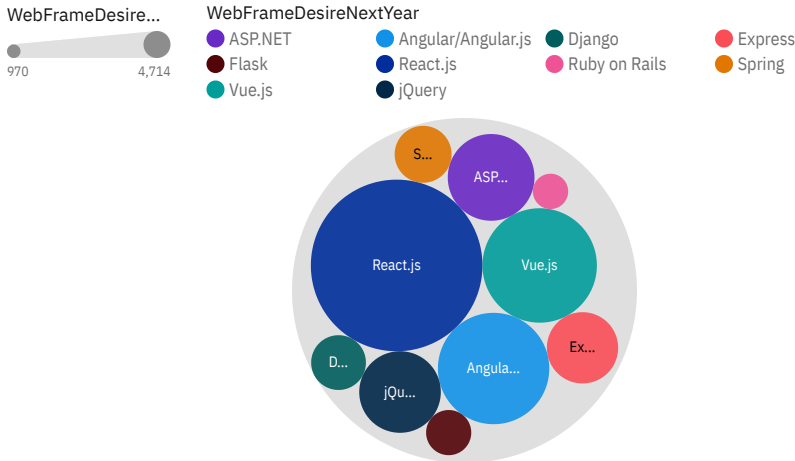 WebFrameDesire...
970
4,714
WebFrameDesireNextYear
ASP.NET
Angular/Angular.js
Django
Express
Flask
React.js
Ruby on Rails
Spring
Vue.js
jQuery
S...
ASP...
React.js
Vue.js
Ex...
D...
Angula...
jQu...